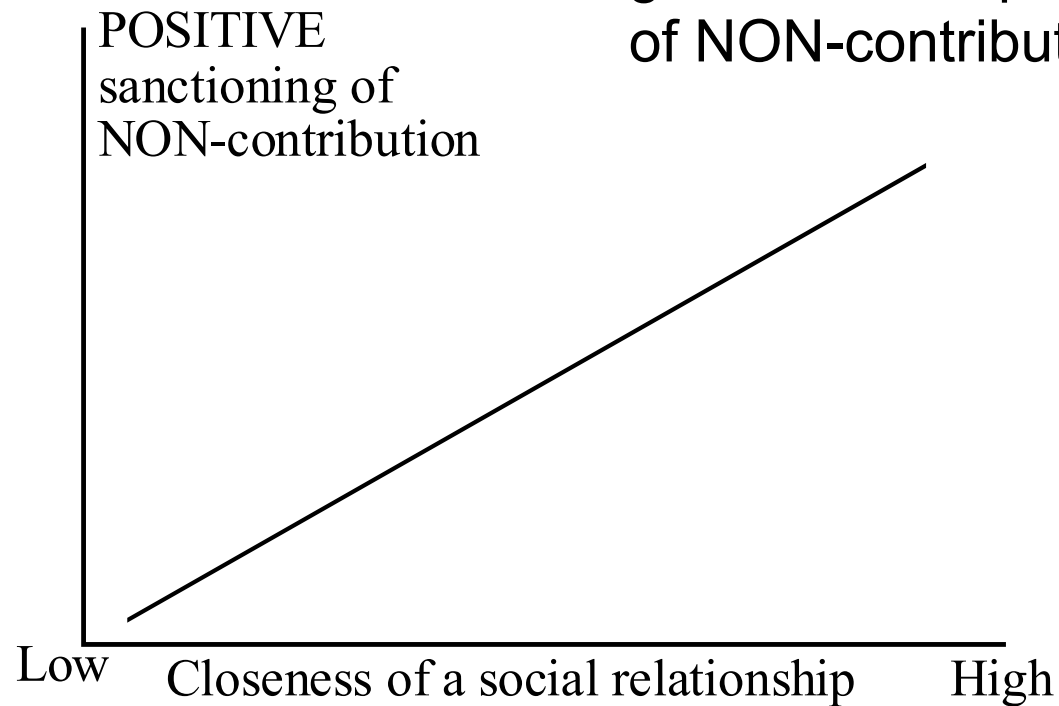 POSITIVE
sanctioning of
NON-contribution
of NON-contribut
Low
Closeness of a social relationship
High